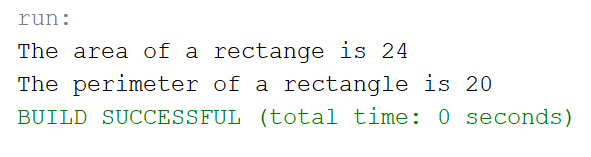 run:
The area of a rectange is 24
The perimeter of a rectangle is 20
BUILD SUCCESSFUL (total time: 0 seconds)